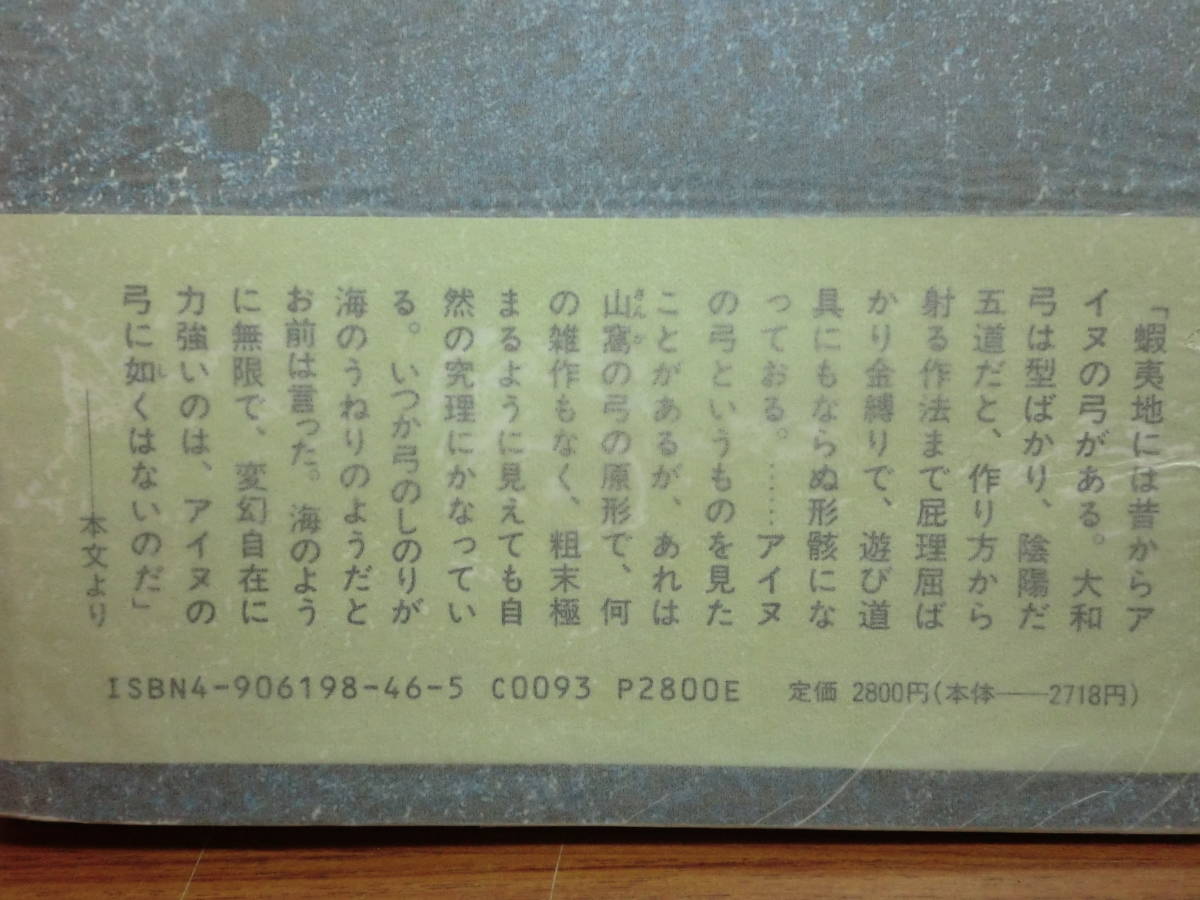 「蝦夷地には昔からア
イヌの弓がある。大和
弓は型ばかり、陰陽だ
五道だと、作り方から
射る作法まで屁理屈ば
かり金縛りで、遊び道
具にもならぬ形骸にな
っておる。……アイヌ
の弓というものを見た
ことがあるが、あれは
山窩の弓の原形で、何
さんか
の雑作もなく、粗末極
まるように見えても自
然の究理にかなってい
る。いつか弓のしのりが
海のうねりのようだと
お前は言った。海のよう
に無限で、変幻自在に
力強いのは、アイヌの
弓に如くはないのだ」
し
――本文より
ISBN4-906198-46-5 C0093 P2800E 定価 2800円(本体――2718円)